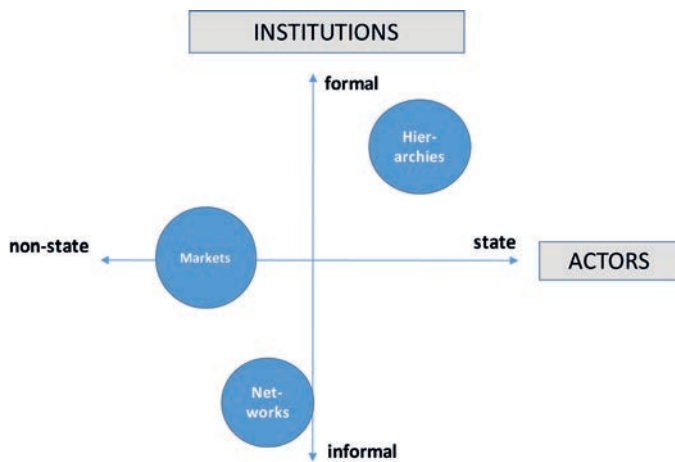 INSTITUTIONS
formal
Hier-
archies
non-state
Markets
state
ACTORS
Net-
works
informal